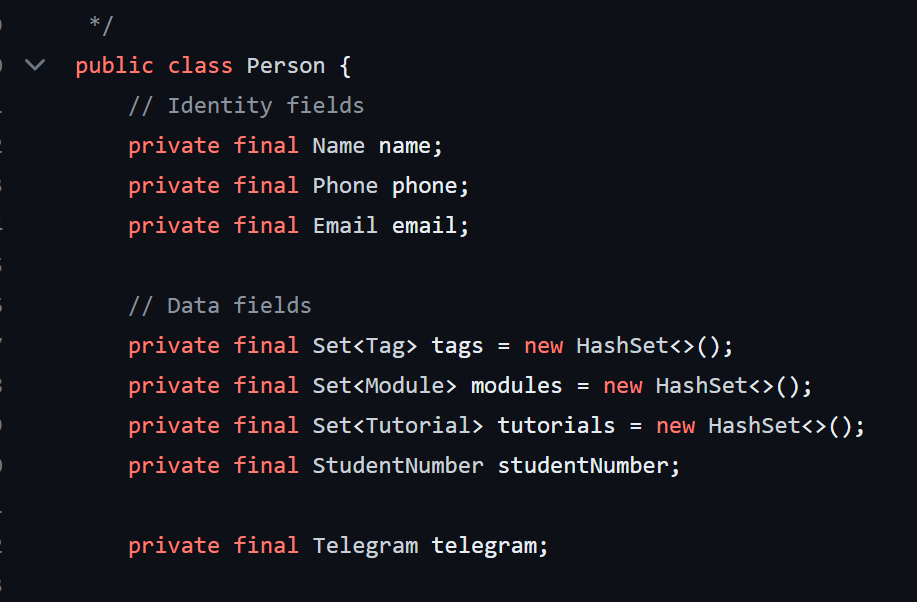 */
public class Person {
// Identity fields
private final Name name;
private final Phone phone;
private final Email email;
// Data fields
private final Set<Tag> tags = new HashSet<>();
private final Set<Module> modules = new HashSet<>();
private final Set<Tutorial> tutorials = new HashSet<>();
private final StudentNumber studentNumber;
private final Telegram telegram;